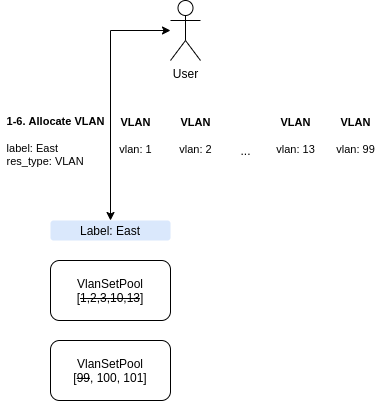 User
1-6. Allocate VLAN
VLAN
VLAN
VLAN
VLAN
label: East
res_type: VLAN
vlan: 1
vlan: 2
...
vlan: 13
vlan: 99
Label: East
VlanSetPool
[1,2,3,10,13]
VlanSetPool
[99, 100, 101]